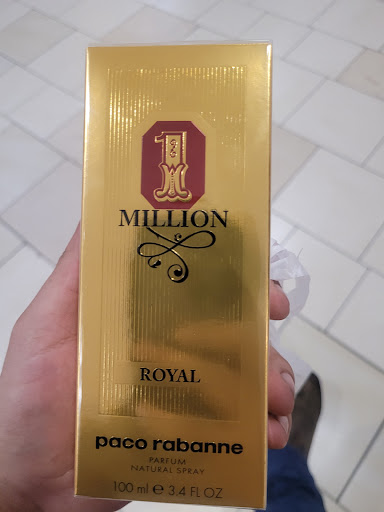 1
MILLION
ROYAL
paco rabanne
PARFUM
NATURAL SPRAY
100 ml e 3.4 FL OZ